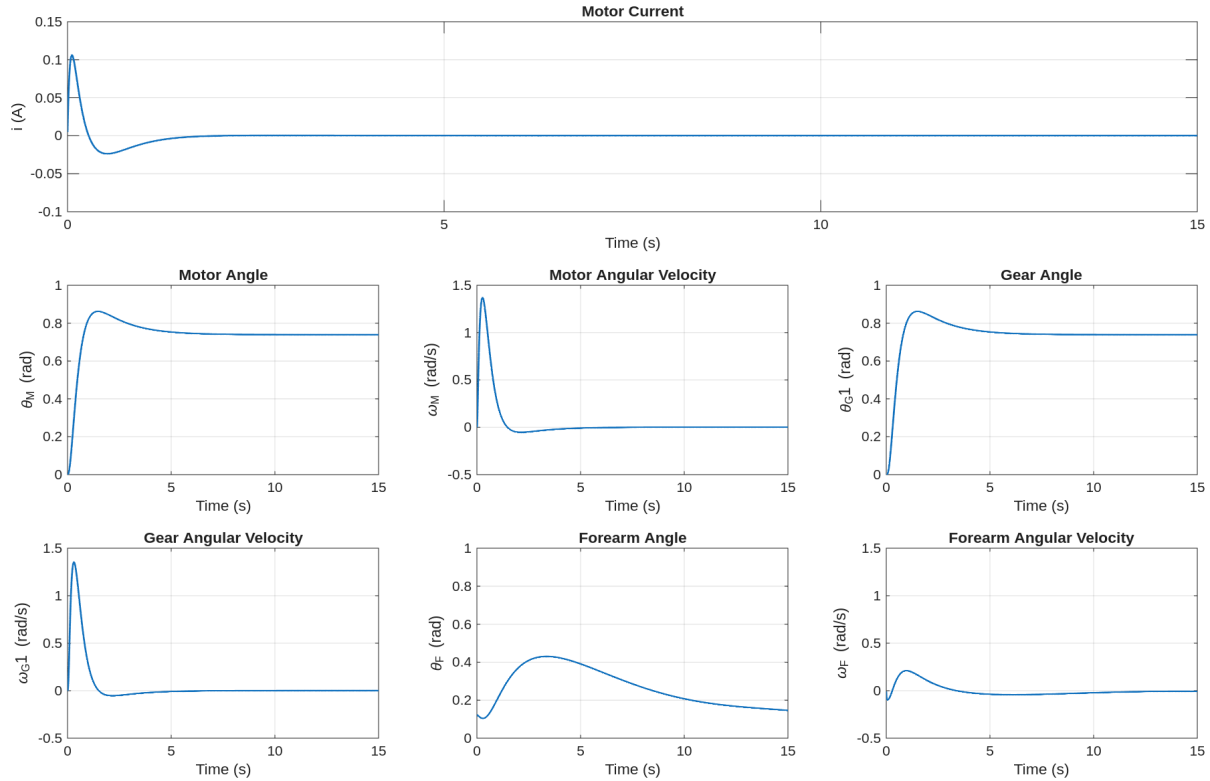 Motor Current
0.15
0.1
0.05
0
-0.05
-0.1
i (A)
0 5 10 15
Time (s)
Motor Angle
1
0.8
0.6
0.4
0.2
0
θM (rad)
0 5 10 15
Time (s)
Motor Angular Velocity
1.5
1
0.5
0
-0.5
ωM (rad/s)
0 5 10 15
Time (s)
Gear Angle
1
0.8
0.6
0.4
0.2
0
θG1 (rad)
0 5 10 15
Time (s)
Gear Angular Velocity
1.5
1
0.5
0
-0.5
ωG1 (rad/s)
0 5 10 15
Time (s)
Forearm Angle
1
0.8
0.6
0.4
0.2
0
θF (rad)
0 5 10 15
Time (s)
Forearm Angular Velocity
1.5
1
0.5
0
-0.5
ωF (rad/s)
0 5 10 15
Time (s)